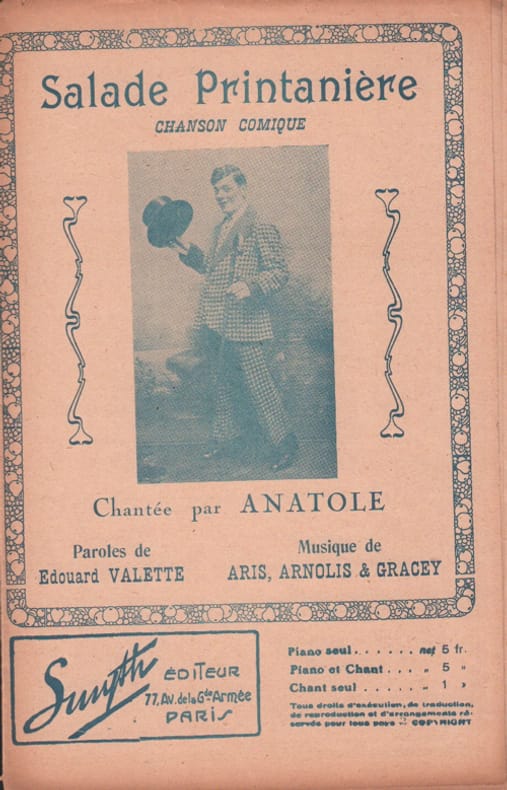 Salade Printanière
CHANSON COMIQUE
Chantée par ANATOLE
Paroles de
Edouard VALETTE
Musique de
ARIS, ARNOLIS & GRACEY
Smyth
ÉDITEUR
77, Av. de la Gde Armée
PARIS
Piano seul . . . . . . net 5 fr.
Piano et Chant . . . „ 5 „
Chant seul . . . . . . „ 1 „
Tous droits d'exécution, de traduction,
de reproduction et d'arrangements ré-
servés pour tous pays -- COPYRIGHT